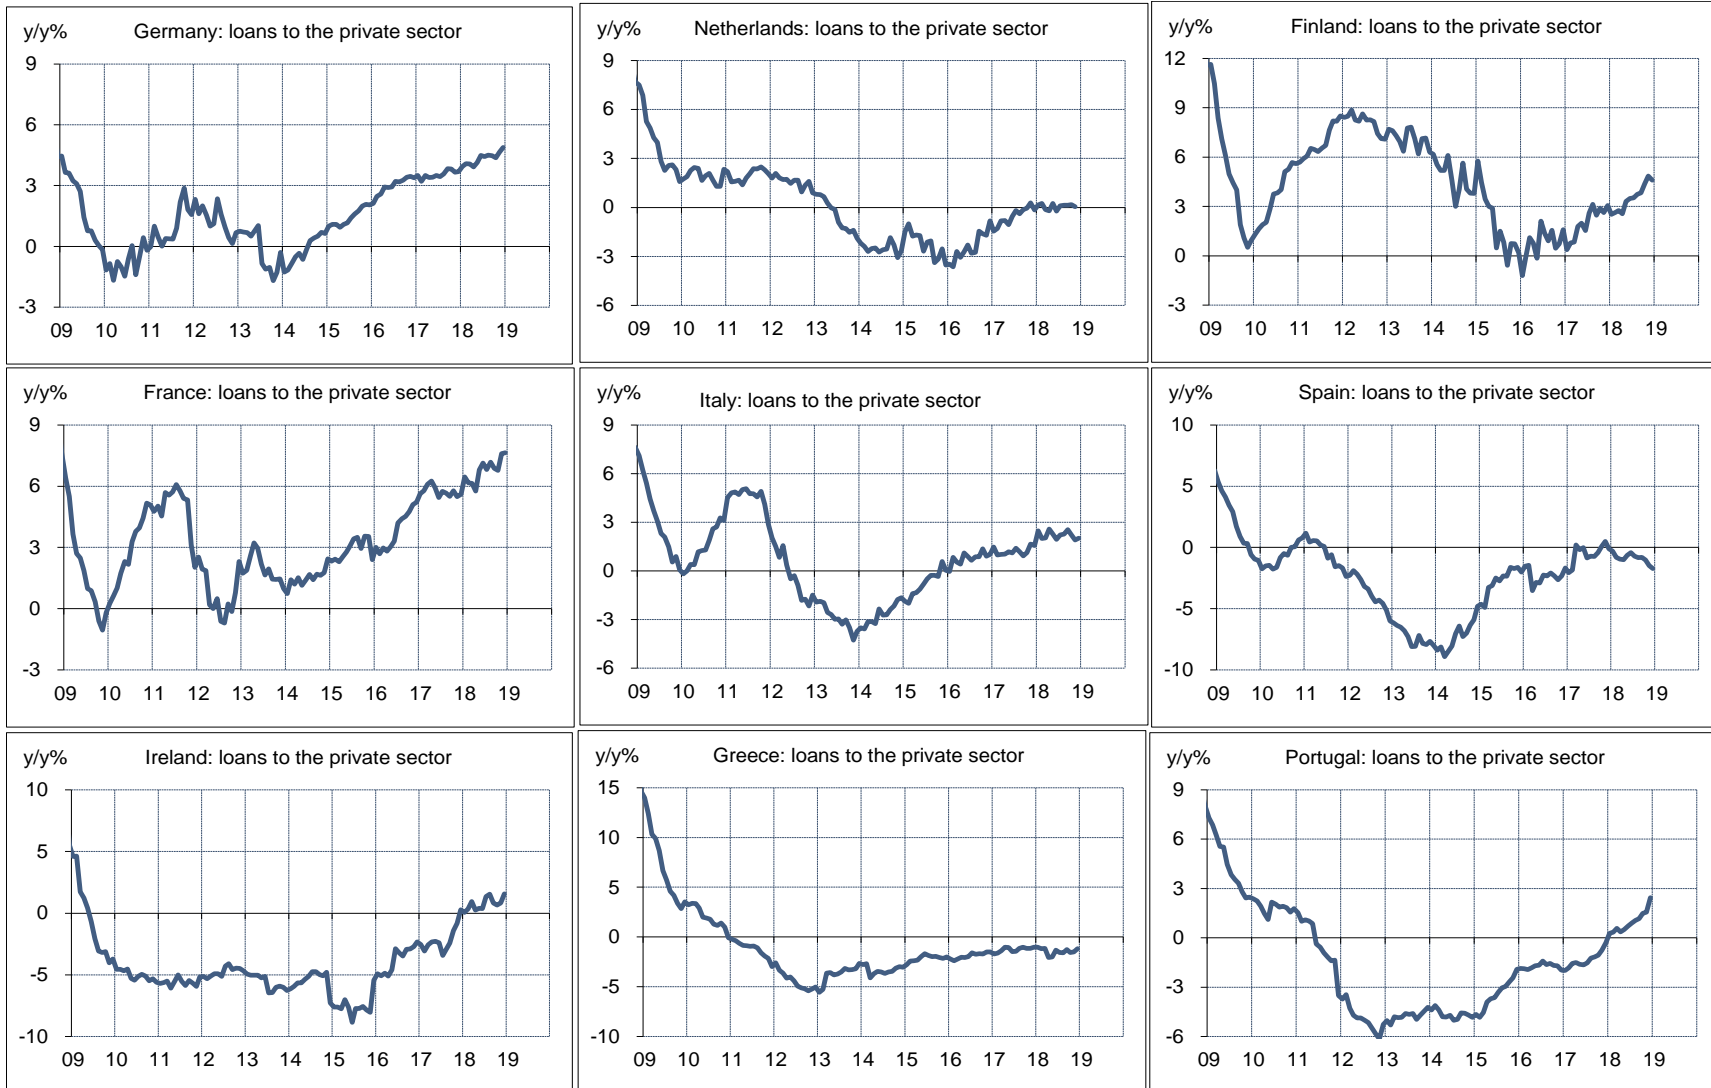 y/y% Germany: loans to the private sector
9
6
3
0
-3
09 10 11 12 13 14 15 16 17 18 19
y/y% Netherlands: loans to the private sector
9
6
3
0
-3
-6
09 10 11 12 13 14 15 16 17 18 19
y/y% Finland: loans to the private sector
12
9
6
3
0
-3
09 10 11 12 13 14 15 16 17 18 19
y/y% France: loans to the private sector
9
6
3
0
-3
09 10 11 12 13 14 15 16 17 18 19
y/y% Italy: loans to the private sector
9
6
3
0
-3
-6
09 10 11 12 13 14 15 16 17 18 19
y/y% Spain: loans to the private sector
10
5
0
-5
-10
09 10 11 12 13 14 15 16 17 18 19
y/y% Ireland: loans to the private sector
10
5
0
-5
-10
09 10 11 12 13 14 15 16 17 18 19
y/y% Greece: loans to the private sector
15
10
5
0
-5
-10
09 10 11 12 13 14 15 16 17 18 19
y/y% Portugal: loans to the private sector
9
6
3
0
-3
-6
09 10 11 12 13 14 15 16 17 18 19